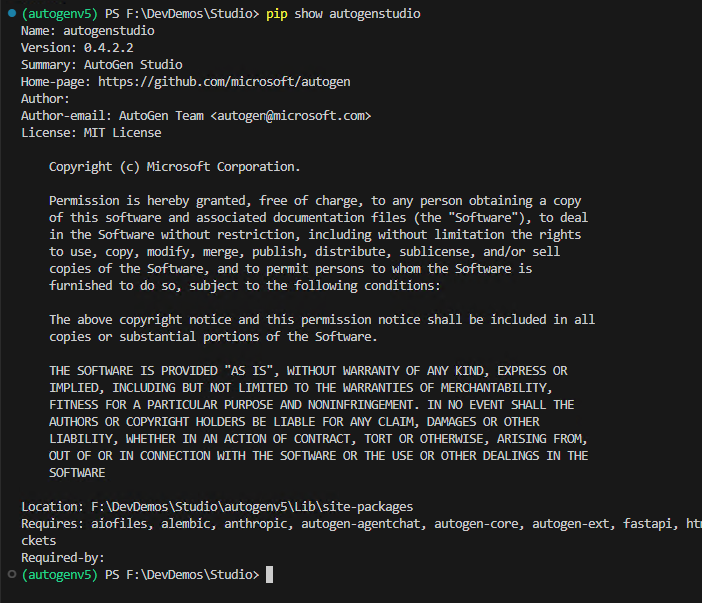 (autogenv5) PS F:\DevDemos\Studio> pip show autogenstudio
Name: autogenstudio
Version: 0.4.2.2
Summary: AutoGen Studio
Home-page: https://github.com/microsoft/autogen
Author:
Author-email: AutoGen Team <autogen@microsoft.com>
License: MIT License
Copyright (c) Microsoft Corporation.
Permission is hereby granted, free of charge, to any person obtaining a copy
of this software and associated documentation files (the "Software"), to deal
in the Software without restriction, including without limitation the rights
to use, copy, modify, merge, publish, distribute, sublicense, and/or sell
copies of the Software, and to permit persons to whom the Software is
furnished to do so, subject to the following conditions:
The above copyright notice and this permission notice shall be included in all
copies or substantial portions of the Software.
THE SOFTWARE IS PROVIDED "AS IS", WITHOUT WARRANTY OF ANY KIND, EXPRESS OR
IMPLIED, INCLUDING BUT NOT LIMITED TO THE WARRANTIES OF MERCHANTABILITY,
FITNESS FOR A PARTICULAR PURPOSE AND NONINFRINGEMENT. IN NO EVENT SHALL THE
AUTHORS OR COPYRIGHT HOLDERS BE LIABLE FOR ANY CLAIM, DAMAGES OR OTHER
LIABILITY, WHETHER IN AN ACTION OF CONTRACT, TORT OR OTHERWISE, ARISING FROM,
OUT OF OR IN CONNECTION WITH THE SOFTWARE OR THE USE OR OTHER DEALINGS IN THE
SOFTWARE
Location: F:\DevDemos\Studio\autogenv5\Lib\site-packages
Requires: aiofiles, alembic, anthropic, autogen-agentchat, autogen-core, autogen-ext, fastapi,
ckets
Required-by:
(autogenv5) PS F:\DevDemos\Studio>